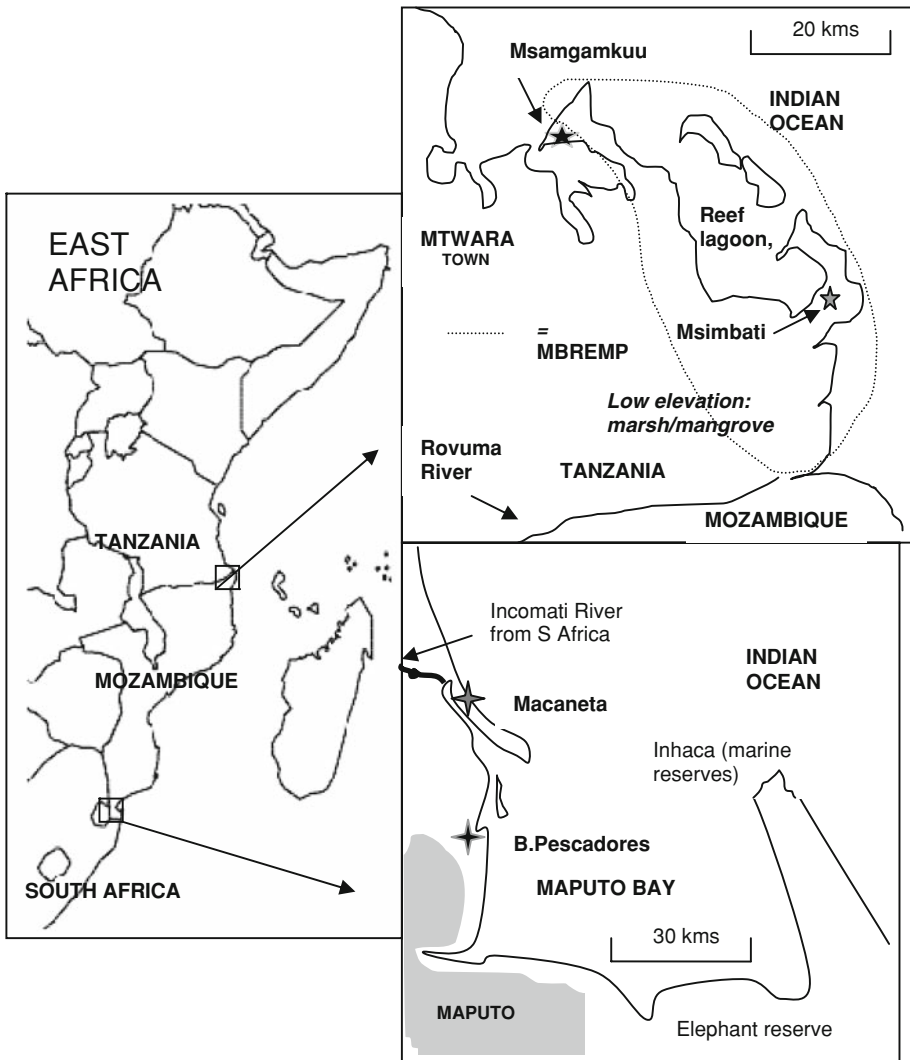 EAST
AFRICA
TANZANIA
MOZAMBIQUE
SOUTH AFRICA
20 kms
Msamgamkuu
INDIAN
OCEAN
MTWARA
TOWN
Reef
lagoon,
Msimbati
=
MBREMP
Low elevation:
marsh/mangrove
Rovuma
River
TANZANIA
MOZAMBIQUE
Incomati River
from S Africa
INDIAN
OCEAN
Macaneta
Inhaca (marine
reserves)
B.Pescadores
MAPUTO BAY
30 kms
MAPUTO
Elephant reserve